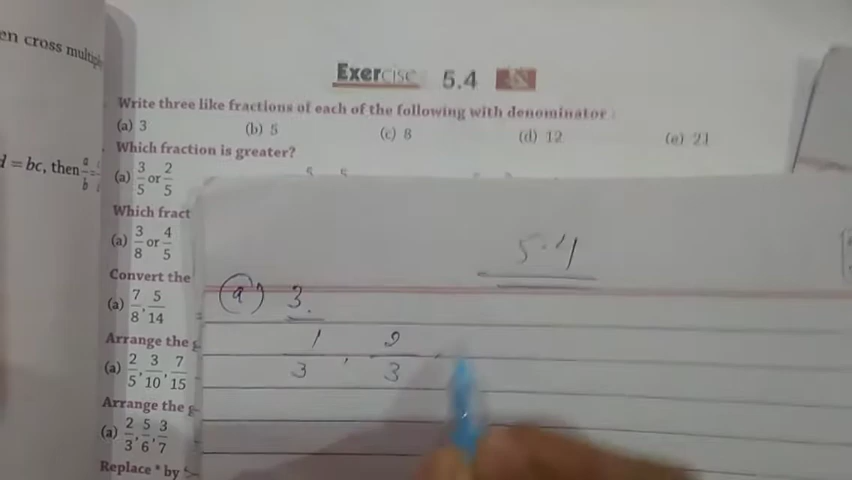 en cross multiply
Exercise 5.4
Write three like fractions of each of the following with denominator
(a) 3 (b) 5 (c) 8 (d) 12 (e) 21
Which fraction is greater?
d = bc, then a/b =
(a) 3/5 or 2/5
Which fract
(a) 3/8 or 4/5
Convert the
(a) 7/8, 5/14
Arrange the g
(a) 2/5, 3/10, 7/15
Arrange the g
(a) 2/3, 5/6, 3/7
Replace * by
5.4
(a) 3.
1/3, 2/3,